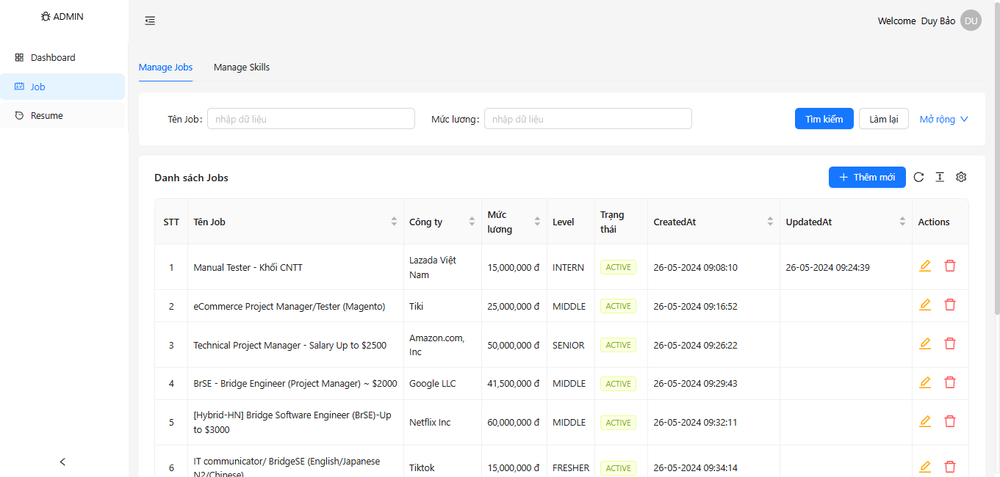 ADMIN
Welcome Duy Bảo DU
Dashboard
Job
Resume
Manage Jobs Manage Skills
Tên Job: nhập dữ liệu Mức lương: nhập dữ liệu Tìm kiếm Làm lại Mở rộng
Danh sách Jobs Thêm mới
STT Tên Job Công ty Mức lương Level Trạng thái CreatedAt UpdatedAt Actions
1 Manual Tester - Khối CNTT Lazada Việt Nam 15,000,000 đ INTERN ACTIVE 26-05-2024 09:08:10 26-05-2024 09:24:39
2 eCommerce Project Manager/Tester (Magento) Tiki 25,000,000 đ MIDDLE ACTIVE 26-05-2024 09:16:52
3 Technical Project Manager - Salary Up to $2500 Amazon.com, Inc 50,000,000 đ SENIOR ACTIVE 26-05-2024 09:26:22
4 BrSE - Bridge Engineer (Project Manager) ~ $2000 Google LLC 41,500,000 đ MIDDLE ACTIVE 26-05-2024 09:29:43
5 [Hybrid-HN] Bridge Software Engineer (BrSE)-Up to $3000 Netflix Inc 60,000,000 đ MIDDLE ACTIVE 26-05-2024 09:32:11
6 IT communicator/ BridgeSE (English/Japanese N2/Chinese) Tiktok 15,000,000 đ FRESHER ACTIVE 26-05-2024 09:34:14